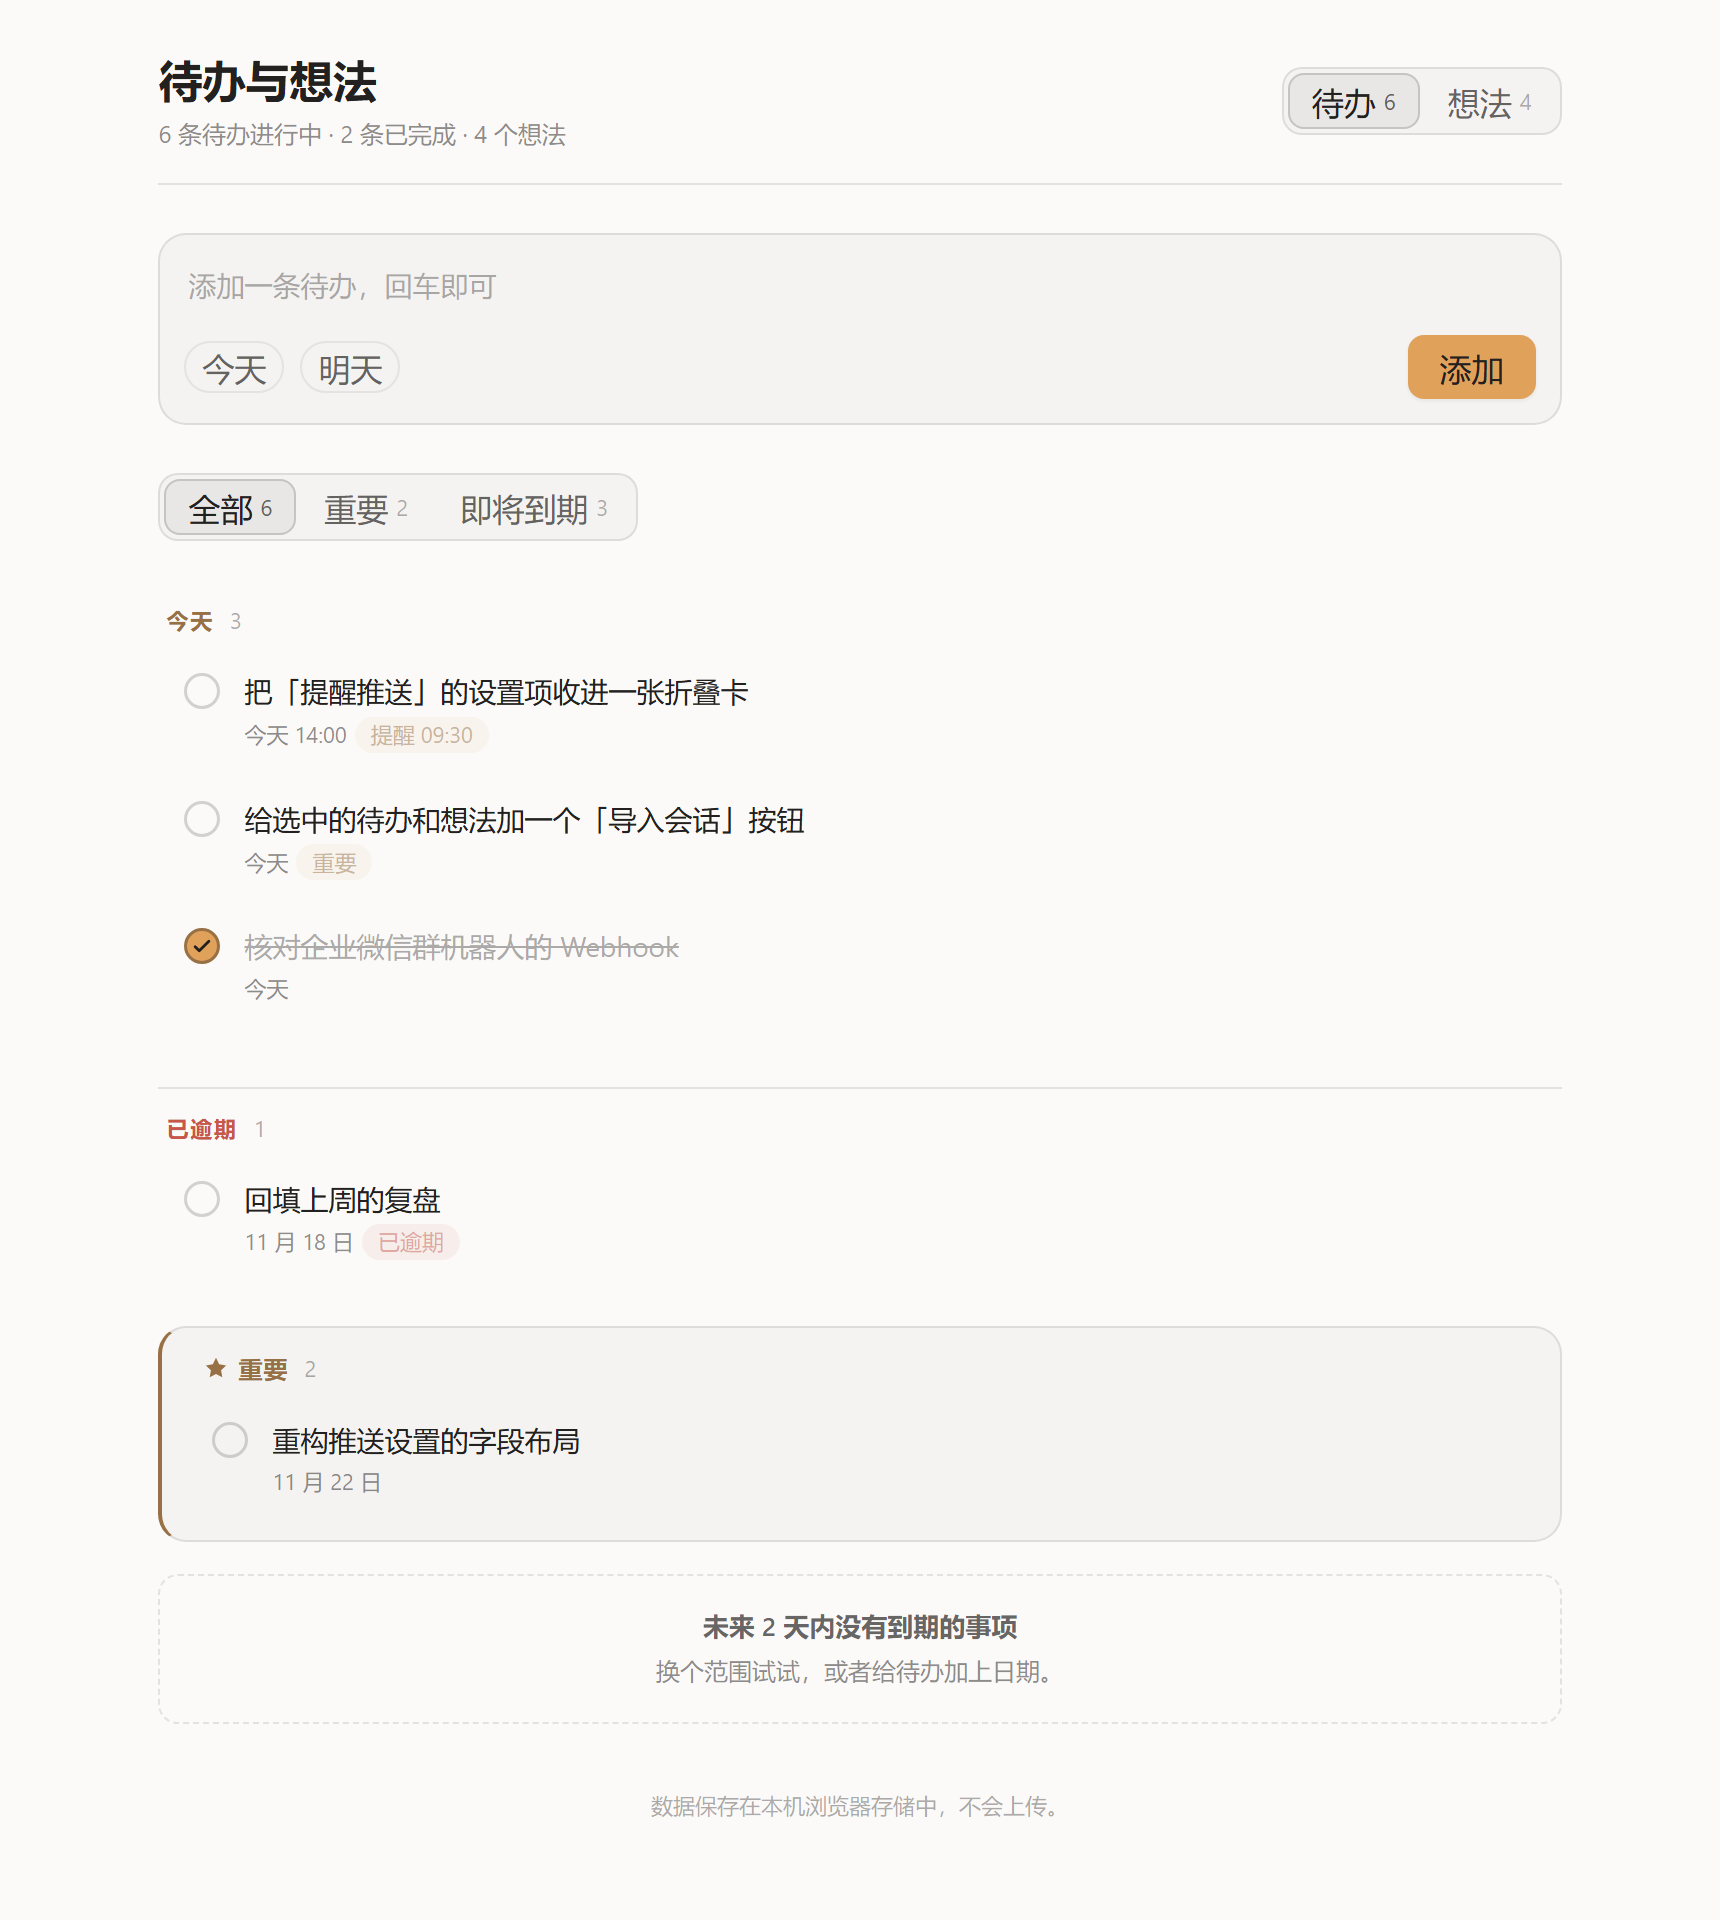 待办与想法
6 条待办进行中 · 2 条已完成 · 4 个想法
待办 6 想法 4
添加一条待办，回车即可
今天 明天 添加
全部 6 重要 2 即将到期 3
今天 3
把「提醒推送」的设置项收进一张折叠卡
今天 14:00 提醒 09:30
给选中的待办和想法加一个「导入会话」按钮
今天 重要
核对企业微信群机器人的 Webhook
今天
已逾期 1
回填上周的复盘
11 月 18 日 已逾期
重要 2
重构推送设置的字段布局
11 月 22 日
未来 2 天内没有到期的事项
换个范围试试，或者给待办加上日期。
数据保存在本机浏览器存储中，不会上传。